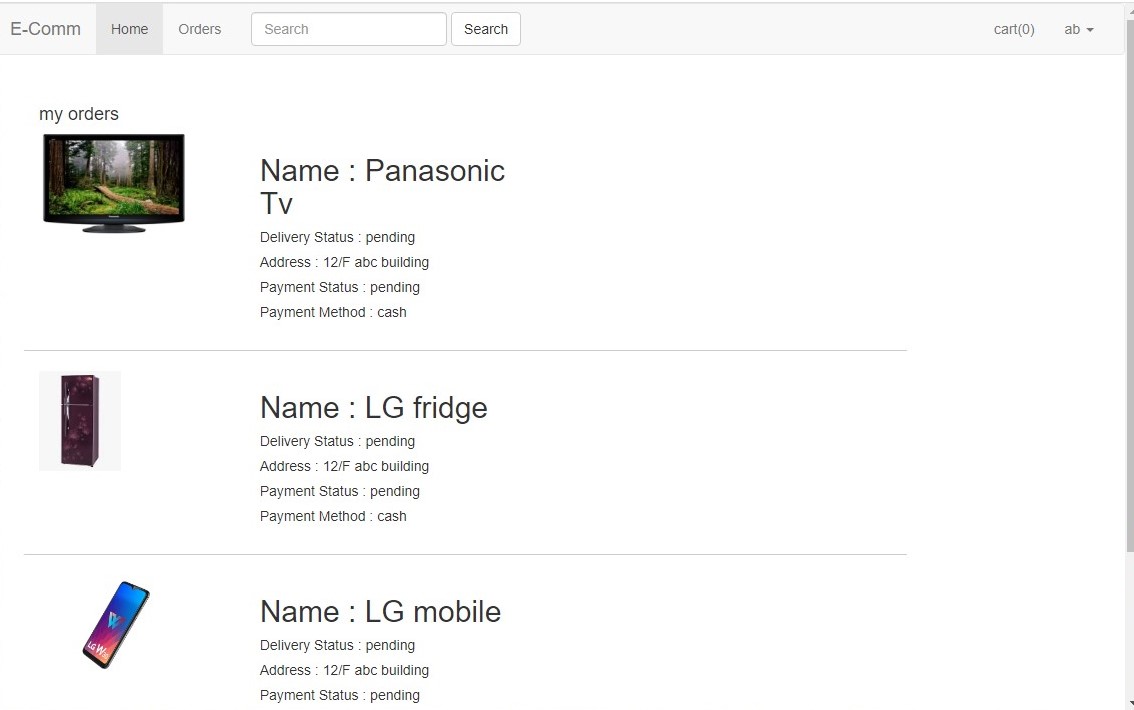 E-Comm Home Orders Search Search cart(0) ab
my orders
Name : Panasonic
Tv
Delivery Status : pending
Address : 12/F abc building
Payment Status : pending
Payment Method : cash
Name : LG fridge
Delivery Status : pending
Address : 12/F abc building
Payment Status : pending
Payment Method : cash
Name : LG mobile
LG W
Delivery Status : pending
Address : 12/F abc building
Payment Status : pending